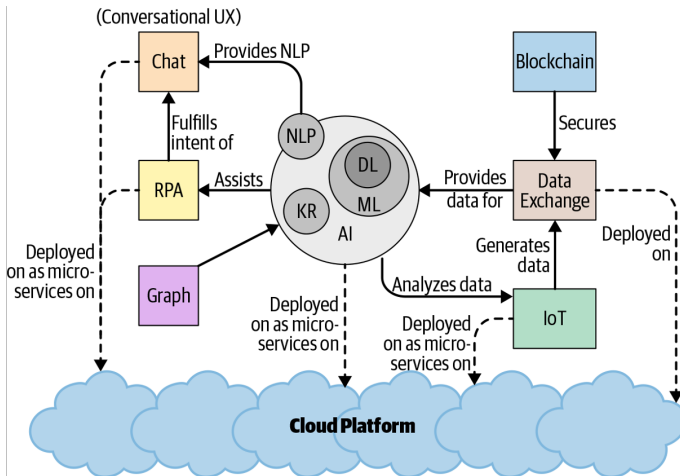 (Conversational UX)
Chat
Provides NLP
Blockchain
Fulfills
intent of
NLP
Secures
DL
ML
KR
AI
RPA
Assists
Provides
data for
Data
Exchange
Deployed
on as micro-
services on
Graph
Generates
data
Deployed
on
Analyzes data
IoT
Deployed
on as micro-
services on
Deployed
on as micro-
services on
Cloud Platform